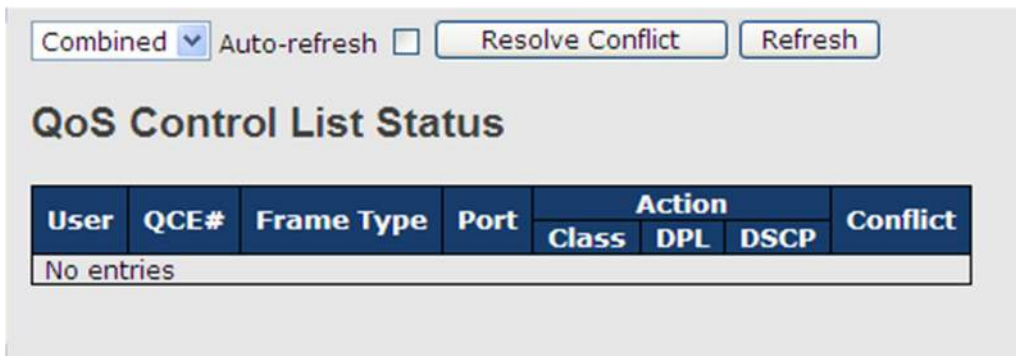 Combined Auto-refresh Resolve Conflict Refresh
QoS Control List Status
User QCE# Frame Type Port Action Conflict
Class DPL DSCP
No entries